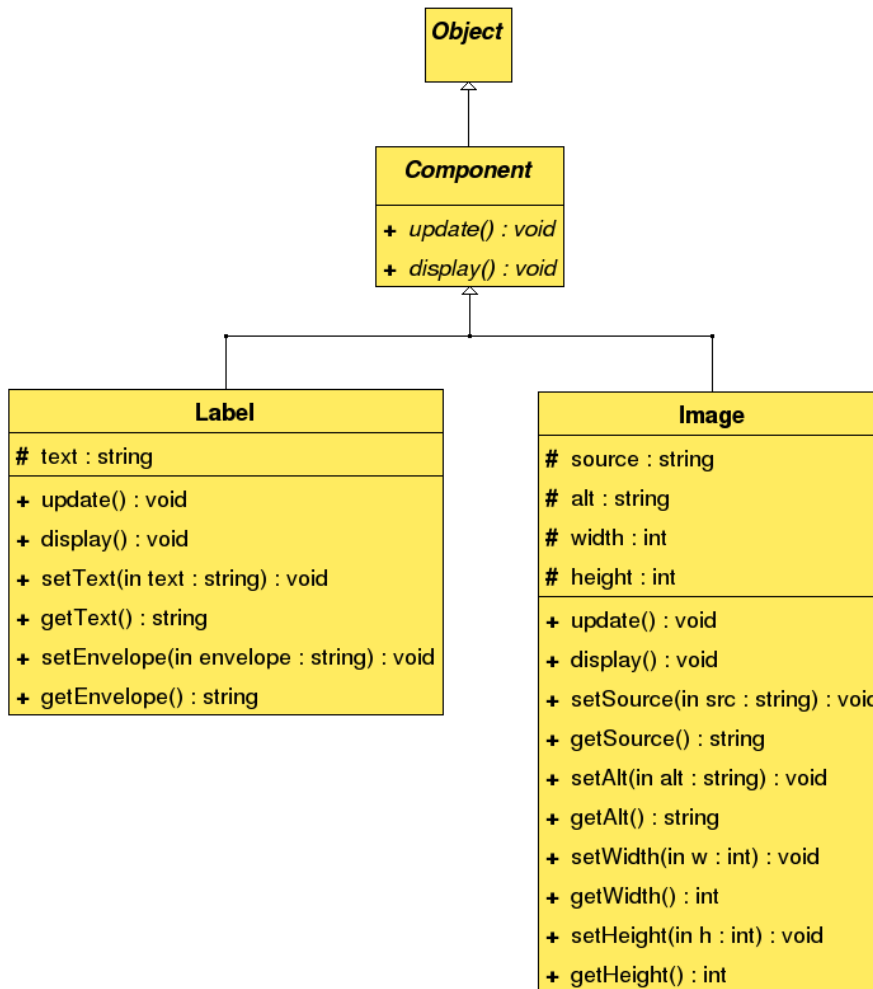 Object
Component
+ update() : void
+ display() : void
Label
# text : string
+ update() : void
+ display() : void
+ setText(in text : string) : void
+ getText() : string
+ setEnvelope(in envelope : string) : void
+ getEnvelope() : string
Image
# source : string
# alt : string
# width : int
# height : int
+ update() : void
+ display() : void
+ setSource(in src : string) : void
+ getSource() : string
+ setAlt(in alt : string) : void
+ getAlt() : string
+ setWidth(in w : int) : void
+ getWidth() : int
+ setHeight(in h : int) : void
+ getHeight() : int